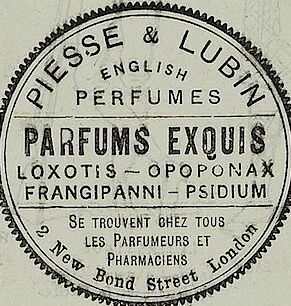 PIESSE & LUBIN
ENGLISH
PERFUMES
PARFUMS EXQUIS
LOXOTIS – OPOPONAX
FRANGIPANNI – PSIDIUM
SE TROUVENT CHEZ TOUS
LES PARFUMEURS ET
PHARMACIENS
2 New Bond Street London